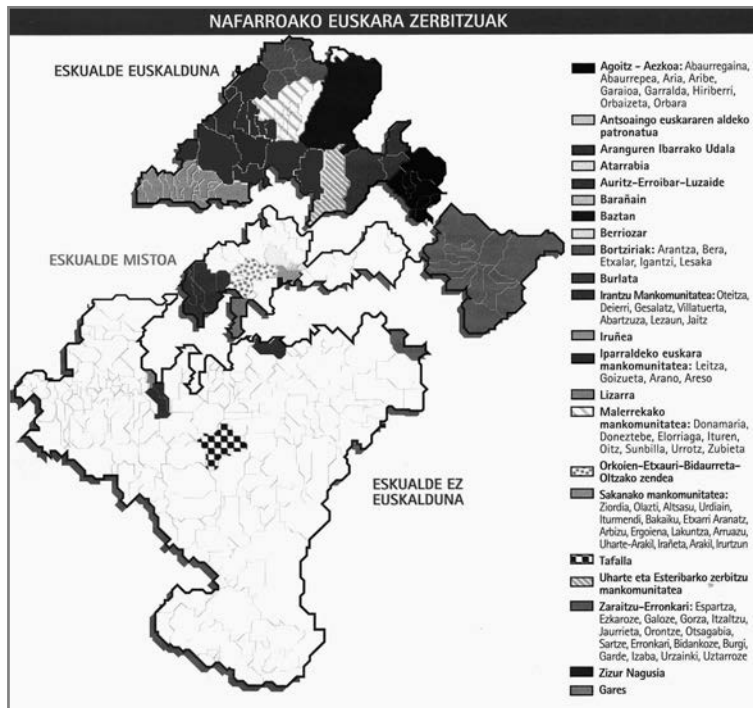 NAFARROAKO EUSKARA ZERBITZUAK
ESKUALDE EUSKALDUNA
ESKUALDE MISTOA
ESKUALDE EZ
EUSKALDUNA
Agoitz - Aezkoa: Abaurregaina,
Abaurrepea, Aria, Aribe,
Garaioa, Garralda, Hiriberri,
Orbaizeta, Orbara
Antsoaingo euskararen aldeko
patronatua
Aranguren Ibarrako Udala
Atarrabia
Auritz-Erroibar-Luzaide
Barañain
Baztan
Berriozar
Bortziriak: Arantza, Bera,
Etxalar, Igantzi, Lesaka
Burlata
Irantzu Mankomunitatea: Oteitza,
Deierri, Gesalatz, Villatuerta,
Abartzuza, Lezaun, Jaitz
Iruñea
Iparraldeko euskara
mankomunitatea: Leitza,
Goizueta, Arano, Areso
Lizarra
Malerrekako
mankomunitatea: Donamaria,
Doneztebe, Elorriaga, Ituren,
Oitz, Sunbilla, Urrotz, Zubieta
Orkoien-Etxauri-Bidaurreta-
Oltzako zendea
Sakanako mankomunitatea:
Ziordia, Olazti, Altsasu, Urdiain,
Iturmendi, Bakaiku, Etxarri Aranatz,
Arbizu, Ergoiena, Lakuntza, Arruazu,
Uharte-Arakil, Irañeta, Arakil, Irurtzun
Tafalla
Uharte eta Esteribarko zerbitzu
mankomunitatea
Zaraitzu-Erronkari: Espartza,
Ezkaroze, Galoze, Gorza, Itzaltzu,
Jaurrieta, Orontze, Otsagabia,
Sartze, Erronkari, Bidankoze, Burgi,
Garde, Izaba, Urzainki, Uztarroze
Zizur Nagusia
Gares